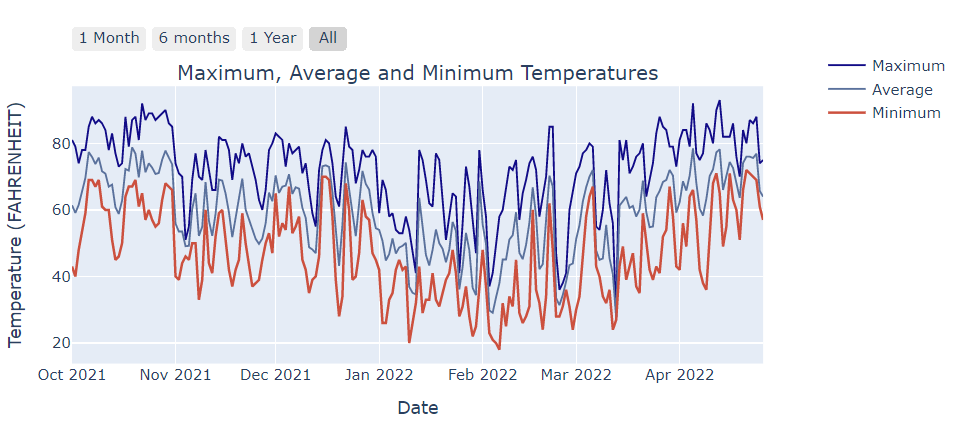 1 Month 6 months 1 Year All
Maximum, Average and Minimum Temperatures
Maximum
Average
Minimum
Temperature (FAHRENHEIT)
80
60
40
20
Oct 2021 Nov 2021 Dec 2021 Jan 2022 Feb 2022 Mar 2022 Apr 2022
Date